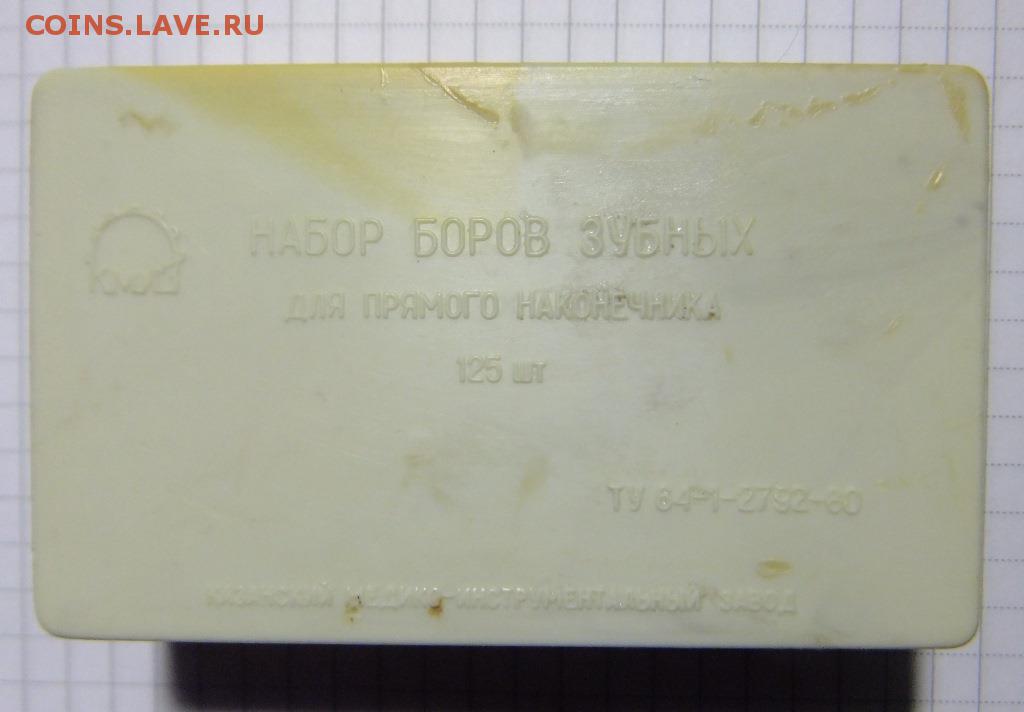 COINS.LAVE.RU
НАБОР БОРОВ ЗУБНЫХ
КМИЗ
ДЛЯ ПРЯМОГО НАКОНЕЧНИКА
125 ШТ
ТУ 64-1-2792-80
КАЗАНСКИЙ МЕДИКО-ИНСТРУМЕНТАЛЬНЫЙ ЗАВОД